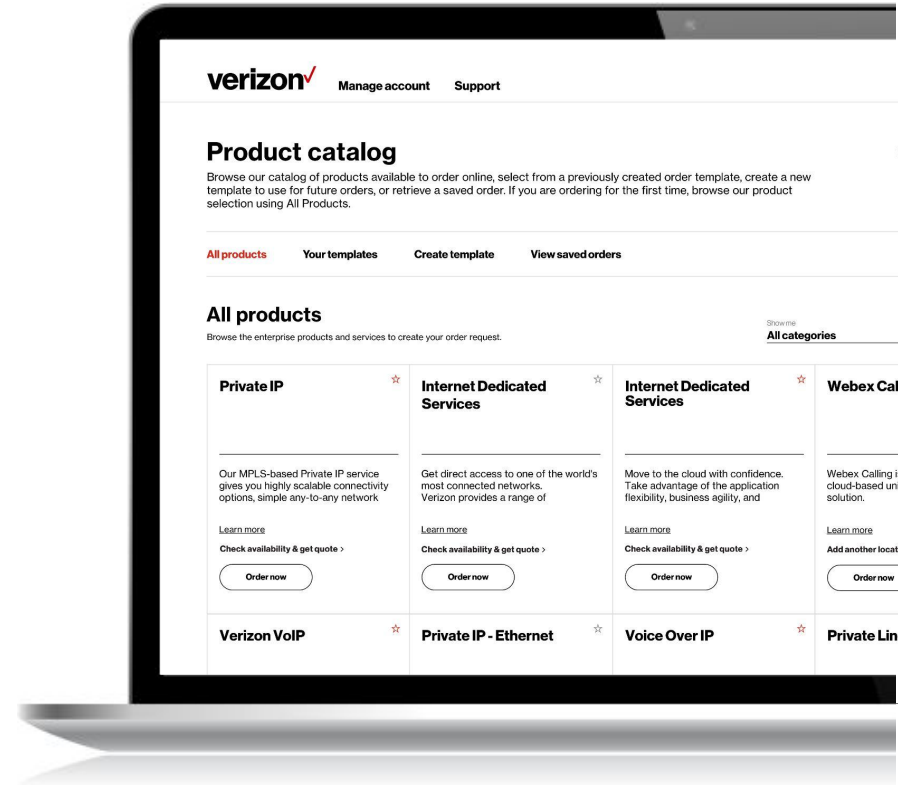 verizon✓
Manage account Support
Product catalog
Browse our catalog of products available to order online, select from a previously created order template, create a new
template to use for future orders, or retrieve a saved order. If you are ordering for the first time, browse our product
selection using All Products.
All products Your templates Create template View saved orders
All products
Browse the enterprise products and services to create your order request.
Show me
All categories
Private IP
Our MPLS-based Private IP service
gives you highly scalable connectivity
options, simple any-to-any network
Learn more
Check availability & get quote >
Order now
Internet Dedicated
Services
Get direct access to one of the world's
most connected networks.
Verizon provides a range of
Learn more
Check availability & get quote >
Order now
Internet Dedicated
Services
Move to the cloud with confidence.
Take advantage of the application
flexibility, business agility, and
Learn more
Check availability & get quote >
Order now
Webex Cal
Webex Calling i
cloud-based uni
solution.
Learn more
Add another locat
Order now
Verizon VoIP
Private IP - Ethernet
Voice Over IP
Private Lin